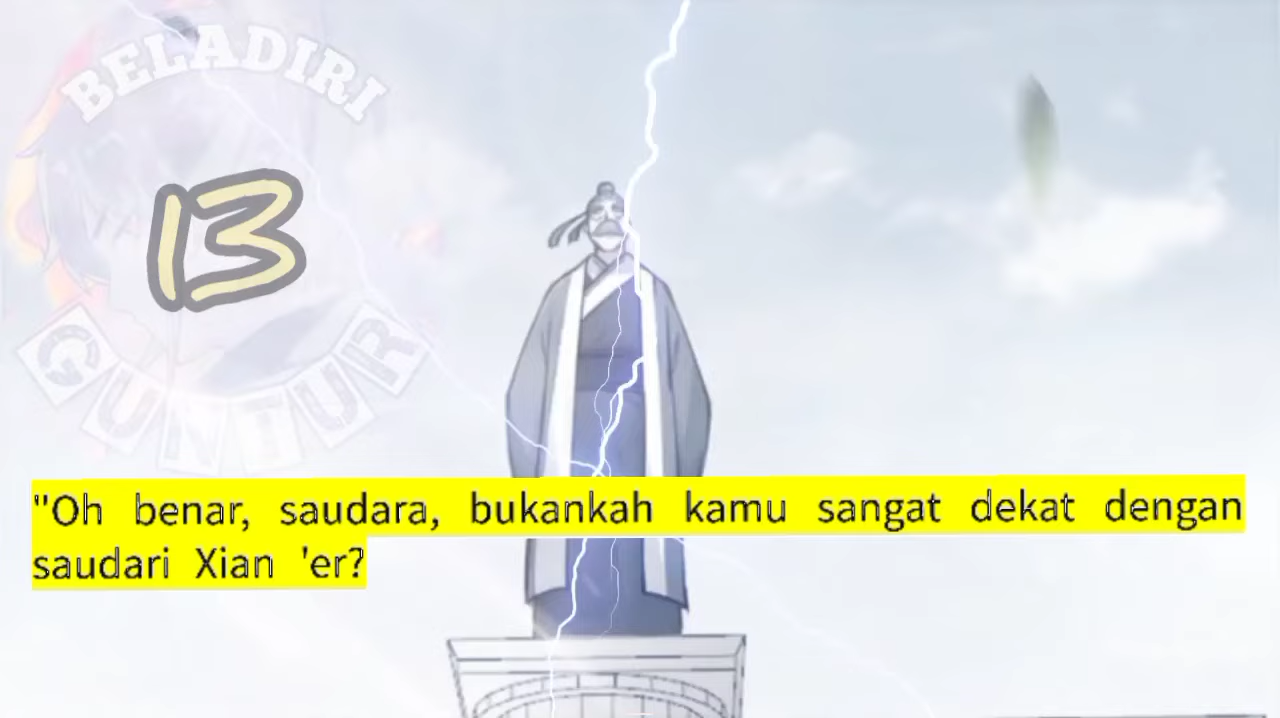 BELADIRI
13
GUNTUR
"Oh benar, saudara, bukankah kamu sangat dekat dengan
saudari Xian 'er?